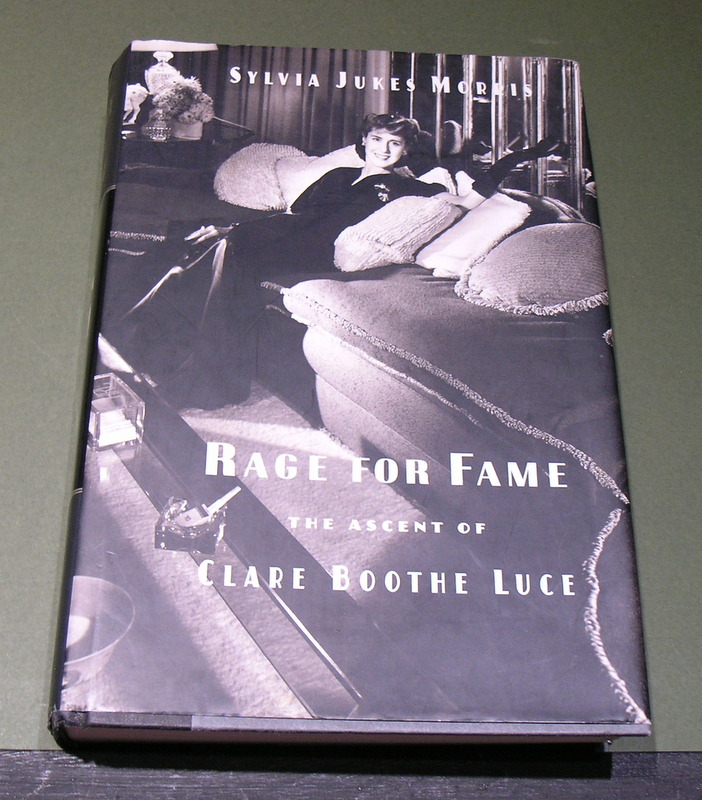 SYLVIA JUKES MORRIS
RAGE FOR FAME
THE ASCENT OF
CLARE BOOTHE LUCE